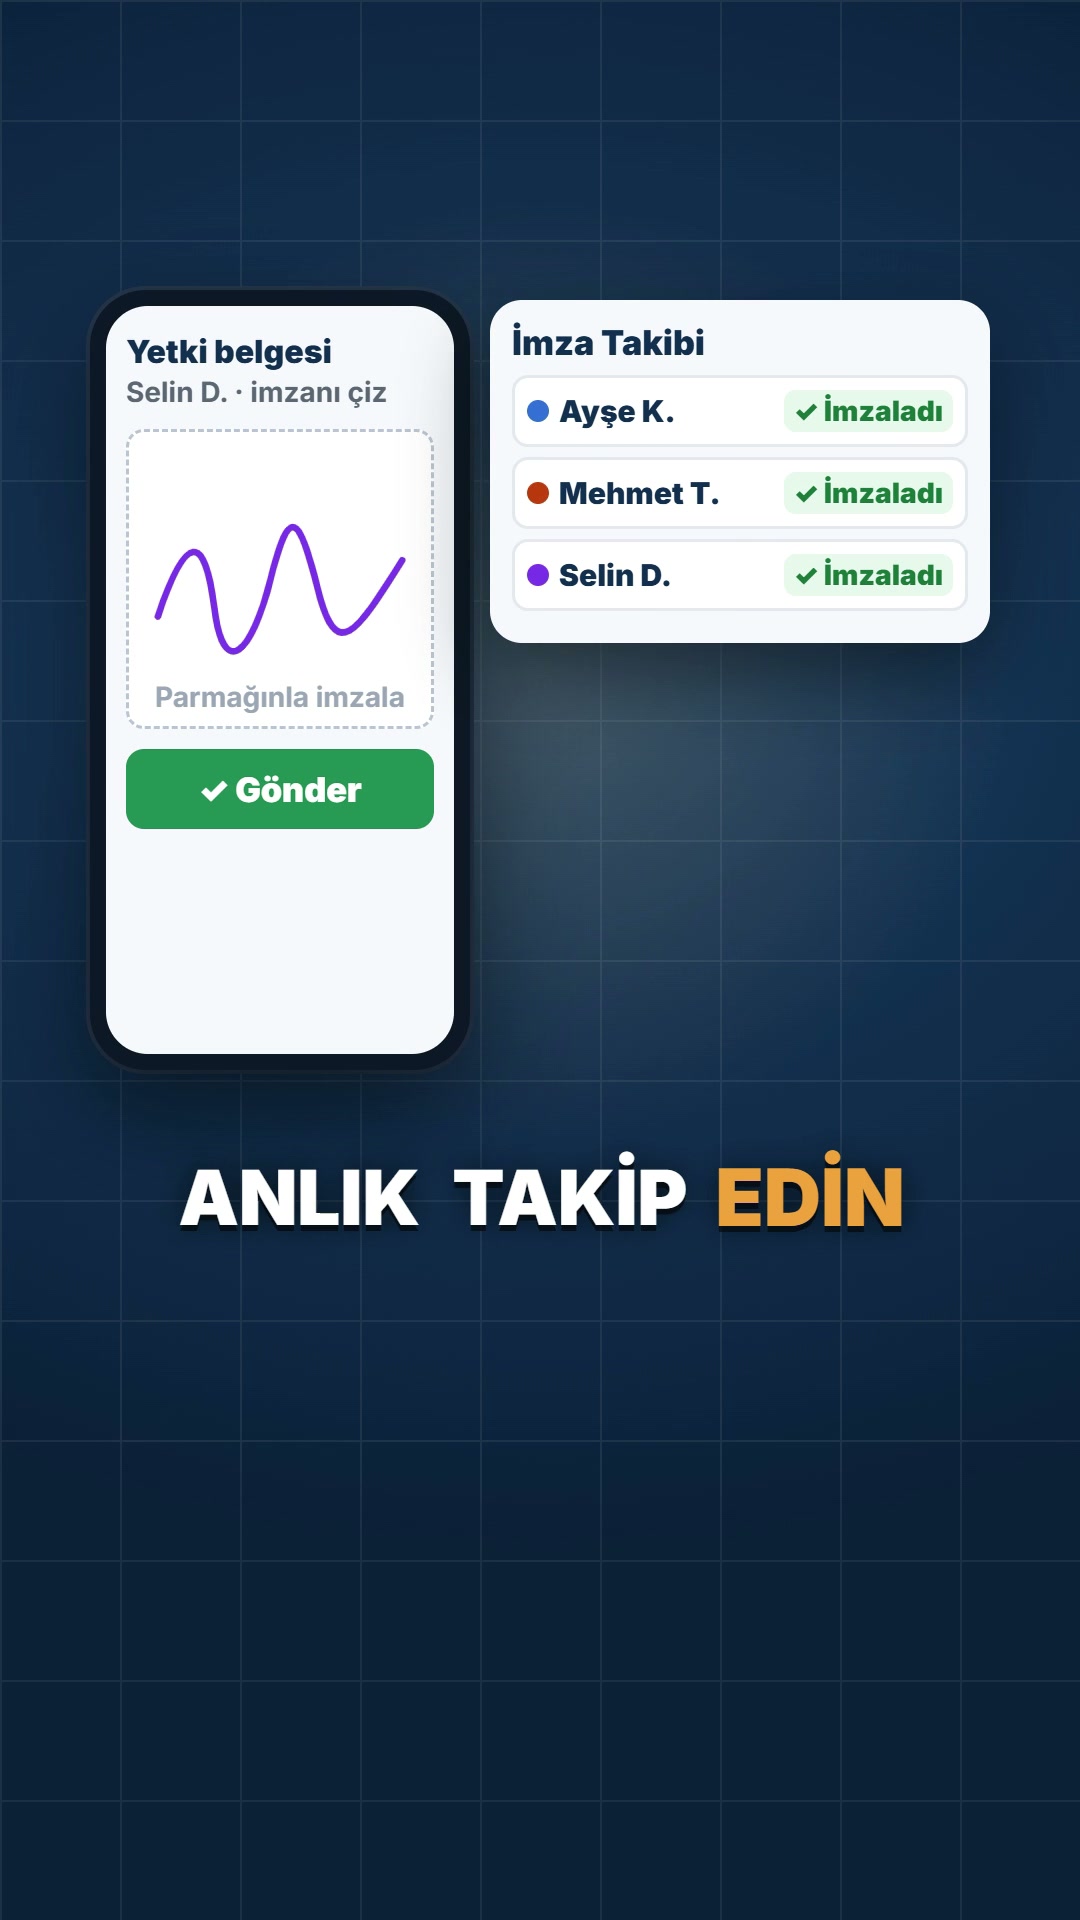 Yetki belgesi
Selin D. · imzanı çiz
Parmağınla imzala
✓ Gönder
İmza Takibi
Ayşe K. ✓ İmzaladı
Mehmet T. ✓ İmzaladı
Selin D. ✓ İmzaladı
ANLIK TAKİP EDİN